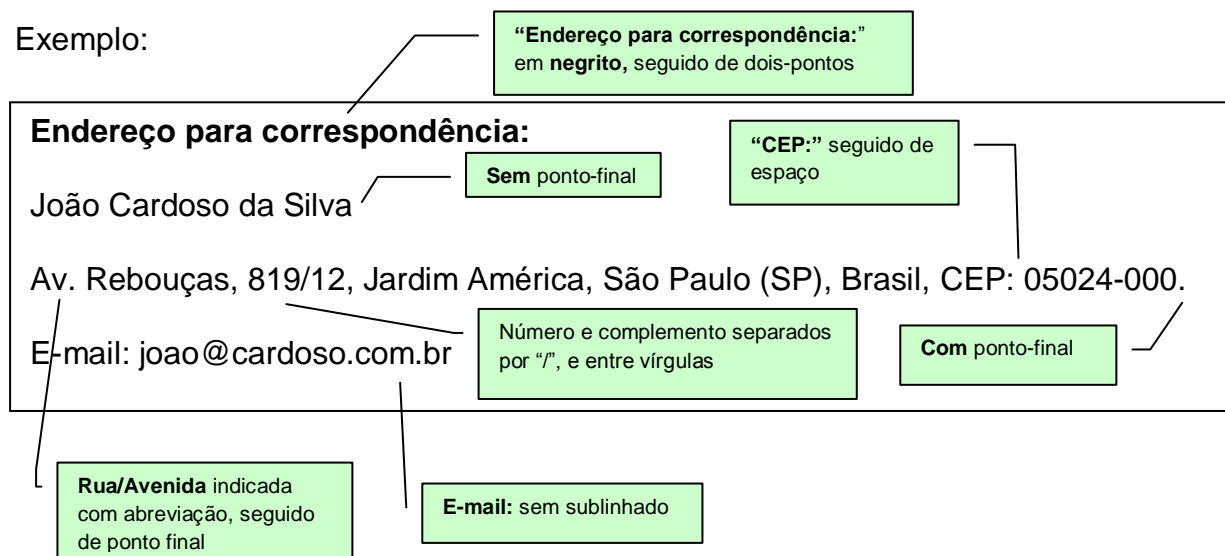 Exemplo:
“Endereço para correspondência:”
em negrito, seguido de dois-pontos
Endereço para correspondência:
“CEP:” seguido de
espaço
Sem ponto-final
João Cardoso da Silva
Av. Rebouças, 819/12, Jardim América, São Paulo (SP), Brasil, CEP: 05024-000.
Número e complemento separados
por “/”, e entre vírgulas
Com ponto-final
E-mail: joao@cardoso.com.br
Rua/Avenida indicada
com abreviação, seguido
de ponto final
E-mail: sem sublinhado